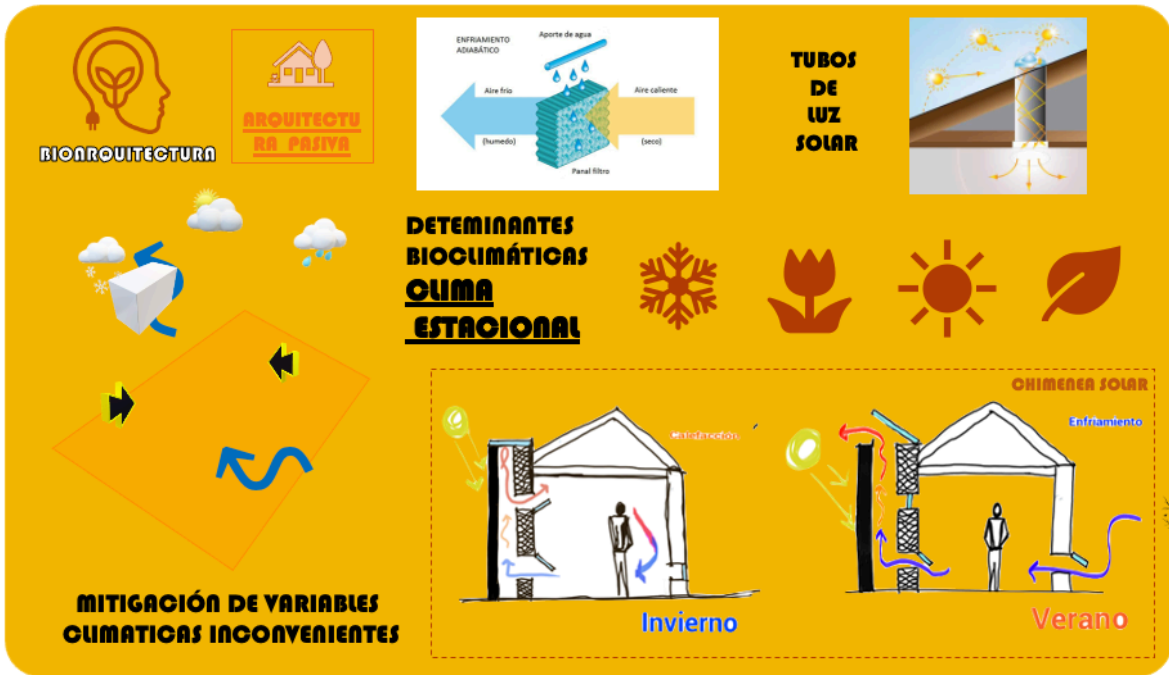 BIONRQUITECTURA
ARQUITECTU
RA PASIVA
ENFRIAMIENTO
ADIABÁTICO
Aporte de agua
Aire frío
Aire caliente
(humedo)
(seco)
Panal filtro
TUBOS
DE
LUZ
SOLAR
DETEMINANTES
BIOCLIMÁTICAS
CLIMA
ESTACIONAL
MITIGACIÓN DE VARIABLES
CLIMATICAS INCONVENIENTES
CHIMENEA SOLAR
Calefacción
Invierno
Enfriamiento
Verano